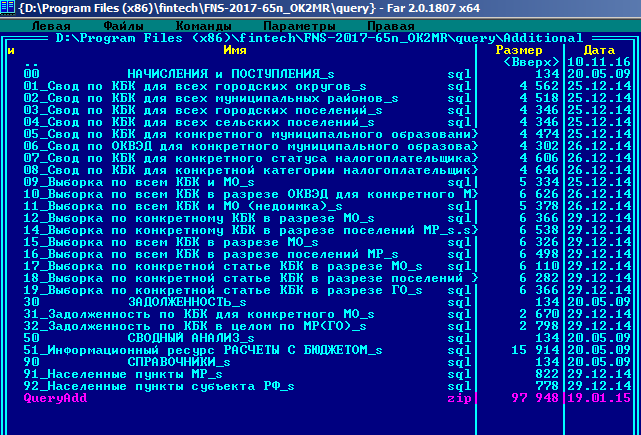 {D:\Program Files (x86)\fintech\FNS-2017-65n_OK2MR\query} - Far 2.0.1807 x64
Левая Файлы Команды Параметры Правая
D:\Program Files (x86)\fintech\FNS-2017-65n_OK2MR\query\Additional
и Имя Размер Дата
.. <Вверх> 10.11.16
00 НАЧИСЛЕНИЯ и ПОСТУПЛЕНИЯ_s sql 134 20.05.09
01_Свод по КБК для всех городских округов_s sql 4 562 25.12.14
02_Свод по КБК для всех муниципальных районов_s sql 4 518 25.12.14
03_Свод по КБК для всех городских поселений_s sql 4 346 25.12.14
04_Свод по КБК для всех сельских поселений_s sql 4 346 25.12.14
05_Свод по КБК для конкретного муниципального образовани} 4 474 25.12.14
06_Свод по ОКВЭД для конкретного муниципального образова} 4 302 26.12.14
07_Свод по КБК для конкретного статуса налогоплательщика} 4 606 26.12.14
08_Свод по КБК для конкретной категории налогоплательщик} 4 646 26.12.14
09_Выборка по всем КБК и МО_s sql 5 334 25.12.14
10_Выборка по всем КБК в разрезе ОКВЭД для конкретного М} 6 626 26.12.14
11_Выборка по всем КБК и МО (недоимка)_s sql 5 378 26.12.14
12_Выборка по конкретному КБК в разрезе МО_s sql 6 366 29.12.14
14_Выборка по конкретному КБК в разрезе поселений МР_s.s} 6 538 29.12.14
15_Выборка по всем КБК в разрезе МО_s sql 6 326 29.12.14
16_Выборка по всем КБК в разрезе поселений МР_s sql 6 498 29.12.14
17_Выборка по конкретной статье КБК в разрезе МО_s sql 6 110 29.12.14
18_Выборка по конкретной статье КБК в разрезе поселений _} 6 282 29.12.14
19_Выборка по конкретной статье КБК в разрезе ГО_s sql 6 366 29.12.14
30 ЗАДОЛЖЕННОСТЬ_s sql 134 20.05.09
31_Задолженность по КБК для конкретного МО_s sql 2 670 29.12.14
32_Задолженность по КБК в целом по МР(ГО)_s sql 2 798 29.12.14
50 СВОДНЫЙ АНАЛИЗ_s sql 134 20.05.09
51_Информационный ресурс РАСЧЕТЫ С БЮДЖЕТОМ_s sql 15 914 20.05.09
90 СПРАВОЧНИКИ_s sql 134 20.05.09
91_Населенные пункты МР_s sql 822 29.12.14
92_Населенные пункты субъекта РФ_s sql 778 29.12.14
QueryAdd zip 97 948 19.01.15